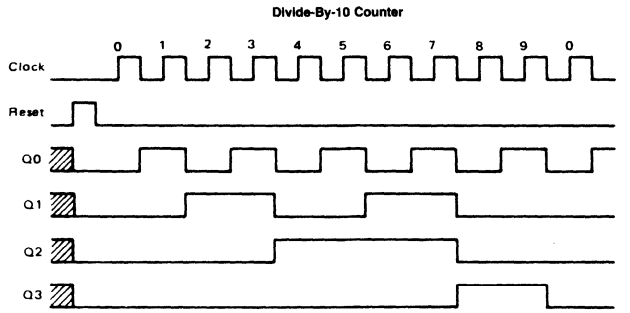 Divide-By-10 Counter
0 1 2 3 4 5 6 7 8 9 0
Clock
Reset
Q0
Q1
Q2
Q3